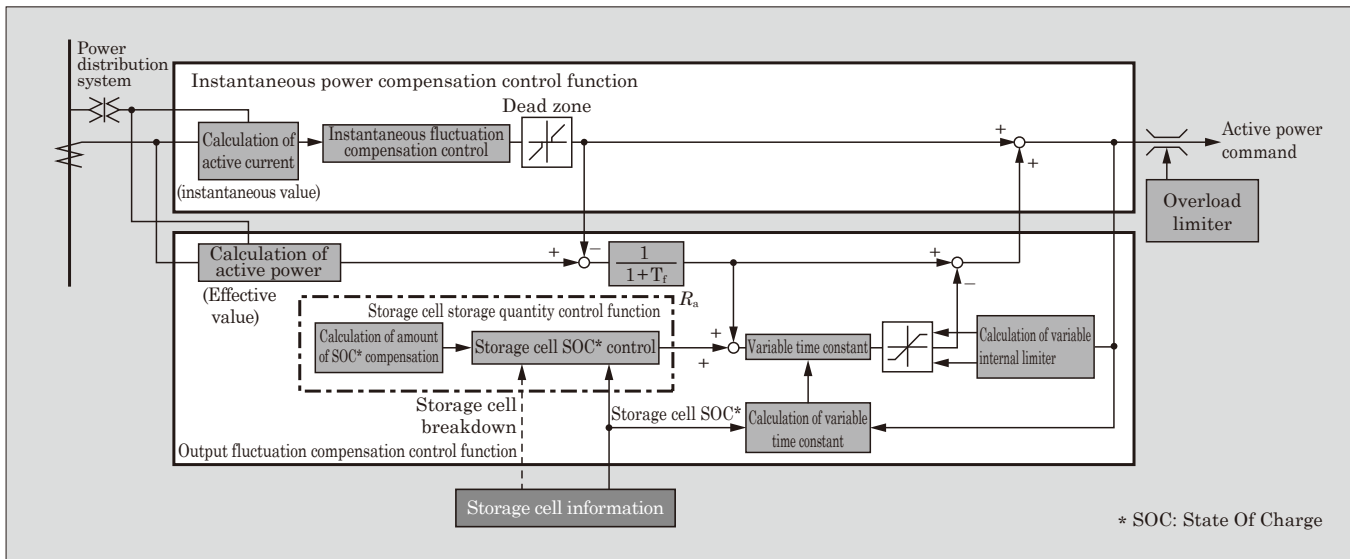 Power
distribution
system
Instantaneous power compensation control function
Dead zone
Calculation of
active current
(instantaneous value)
Instantaneous fluctuation
compensation control
+
+
Active power
command
Overload
limiter
Calculation of
active power
(Effective
value)
+
−
1
1+Tf
Ra
+
−
Storage cell storage quantity control function
Calculation of amount
of SOC* compensation
Storage cell SOC* control
+
+
Variable time constant
Calculation of variable
internal limiter
Storage cell
breakdown
Storage cell SOC*
Calculation of variable
time constant
Output fluctuation compensation control function
Storage cell information
* SOC: State Of Charge